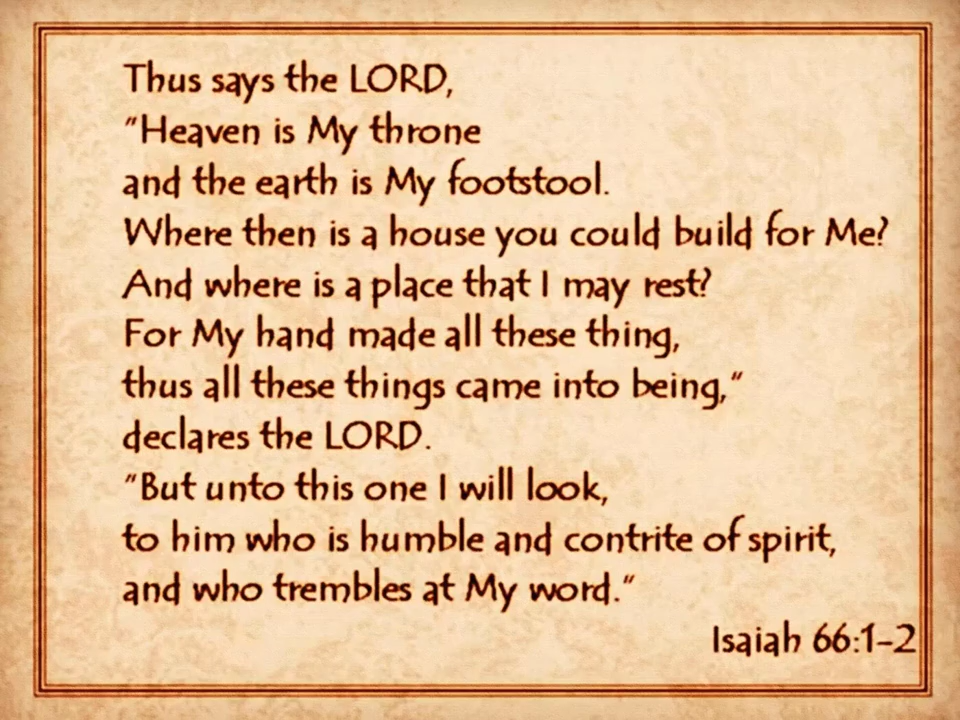 Thus says the LORD,
"Heaven is My throne
and the earth is My footstool.
Where then is a house you could build for Me?
And where is a place that I may rest?
For My hand made all these thing,
thus all these things came into being,"
declares the LORD.
"But unto this one I will look,
to him who is humble and contrite of spirit,
and who trembles at My word."
Isaiah 66:1-2